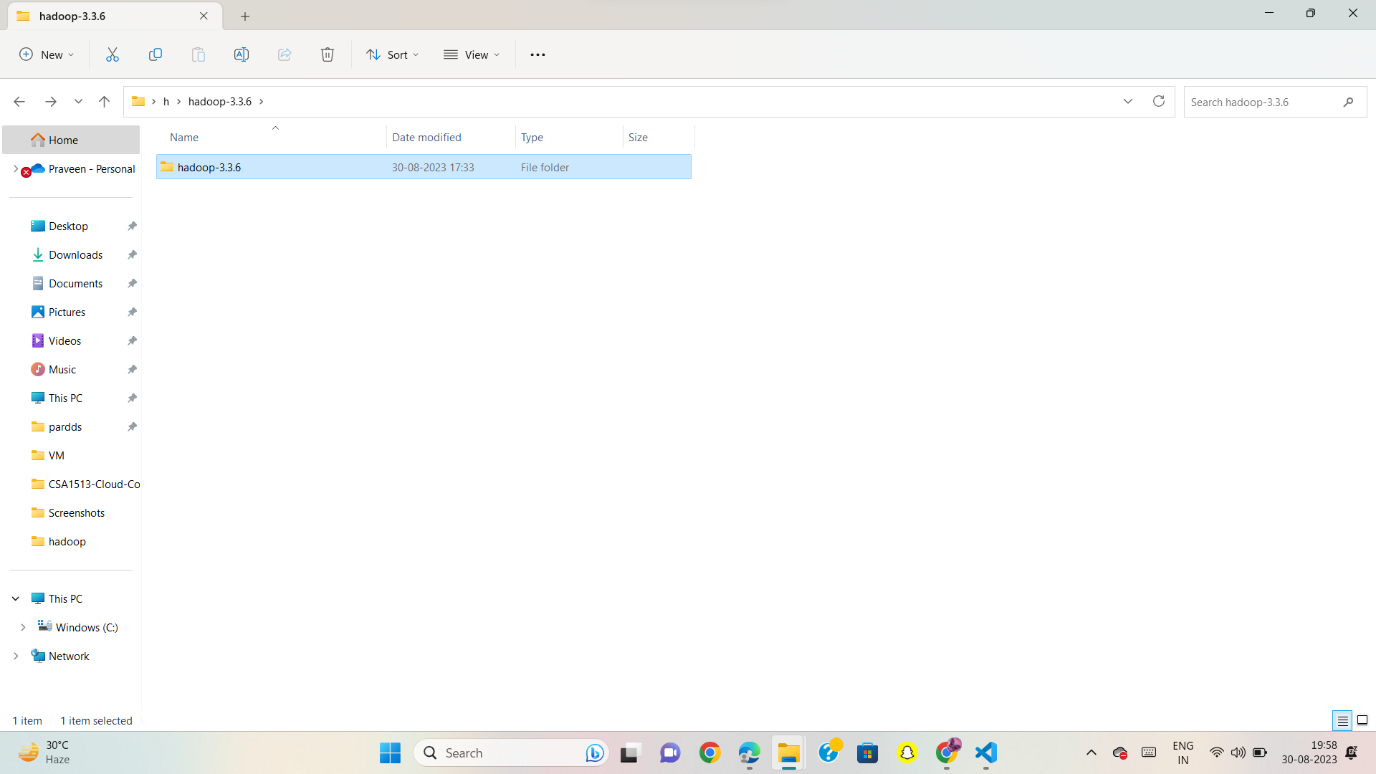 hadoop-3.3.6
New
Sort
View
h
hadoop-3.3.6
Search hadoop-3.3.6
Name
Date modified
Type
Size
hadoop-3.3.6
30-08-2023 17:33
File folder
Home
Praveen - Personal
Desktop
Downloads
Documents
Pictures
Videos
Music
This PC
pardds
VM
CSA1513-Cloud-Co
Screenshots
hadoop
This PC
Windows (C:)
Network
1 item
1 item selected
30°C
Haze
Search
ENG
IN
19:58
30-08-2023